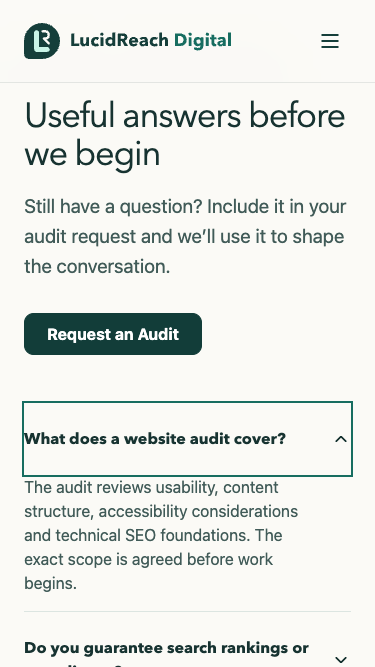 LucidReach Digital
Useful answers before
we begin
Still have a question? Include it in your
audit request and we’ll use it to shape
the conversation.
Request an Audit
What does a website audit cover?
The audit reviews usability, content
structure, accessibility considerations
and technical SEO foundations. The
exact scope is agreed before work
begins.
Do you guarantee search rankings or